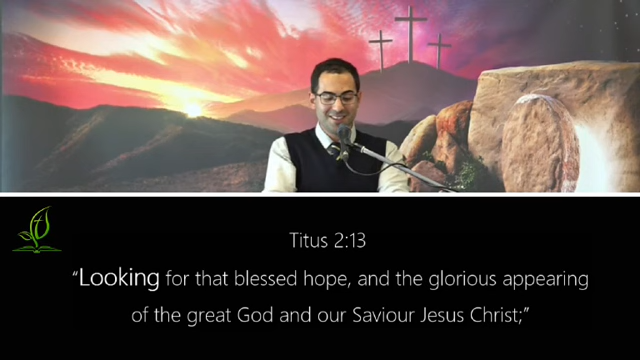 Titus 2:13
“Looking for that blessed hope, and the glorious appearing
of the great God and our Saviour Jesus Christ;”